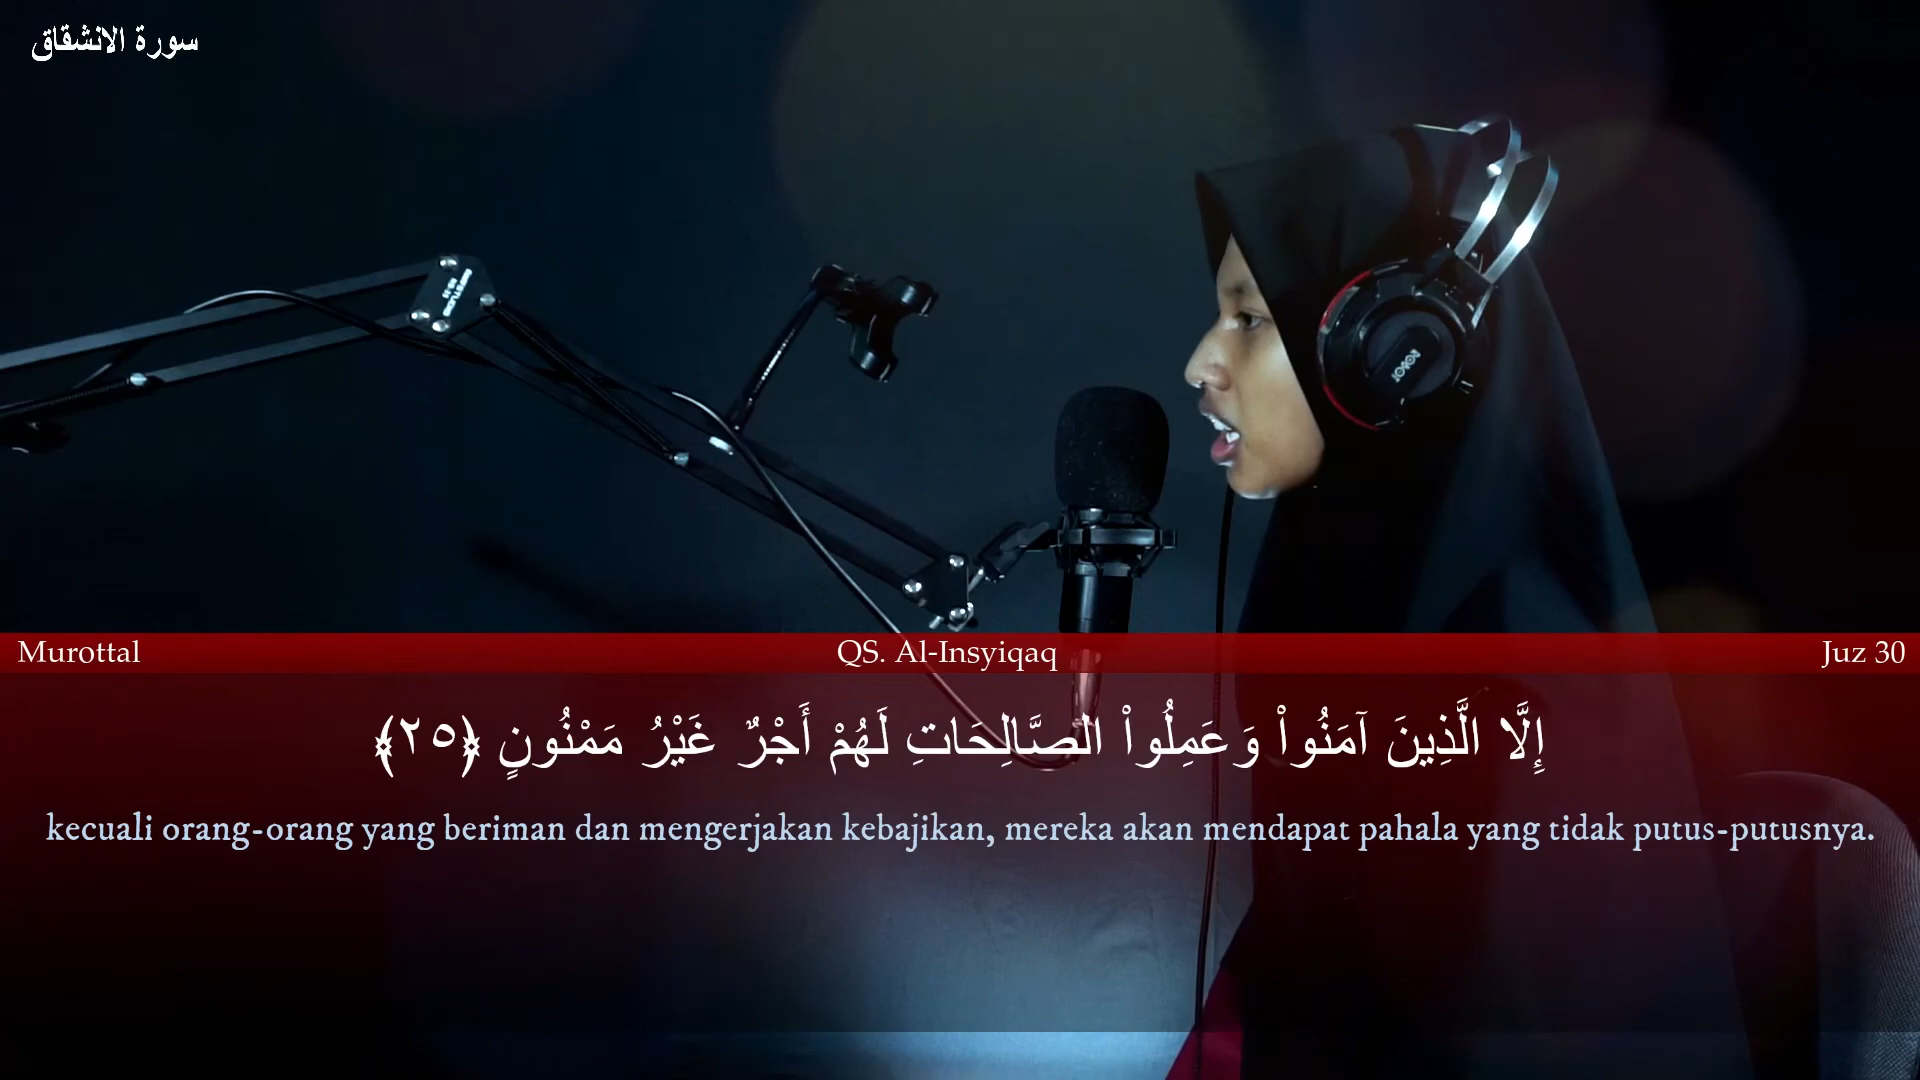 سورة الانشقاق
Murottal QS. Al-Insyiqaq Juz 30
إِلَّا الَّذِينَ آمَنُواْ وَعَمِلُواْ الصَّالِحَاتِ لَهُمْ أَجْرٌ غَيْرُ مَمْنُونٍ ﴿٢٥﴾
kecuali orang-orang yang beriman dan mengerjakan kebajikan, mereka akan mendapat pahala yang tidak putus-putusnya.